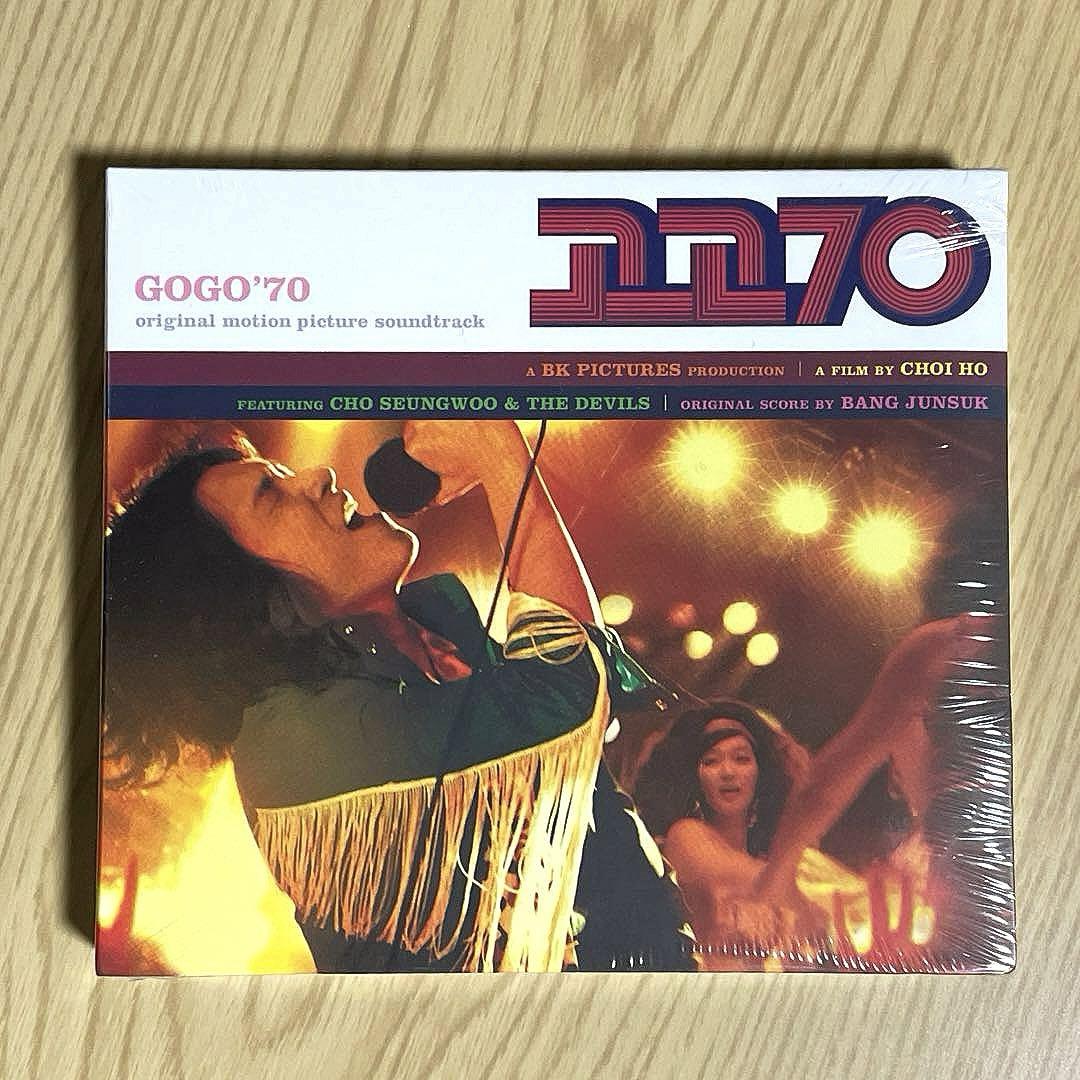 고고70
GOGO'70
original motion picture soundtrack
A BK PICTURES PRODUCTION | A FILM BY CHOI HO
FEATURING CHO SEUNGWOO & THE DEVILS | ORIGINAL SCORE BY BANG JUNSUK